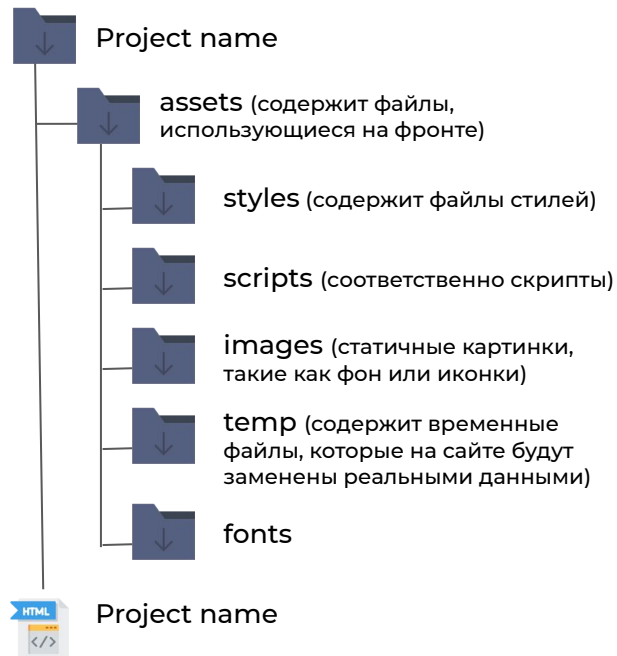 Project name
assets (содержит файлы,
использующиеся на фронте)
styles (содержит файлы стилей)
scripts (соответственно скрипты)
images (статичные картинки,
такие как фон или иконки)
temp (содержит временные
файлы, которые на сайте будут
заменены реальными данными)
fonts
HTML
</>
Project name